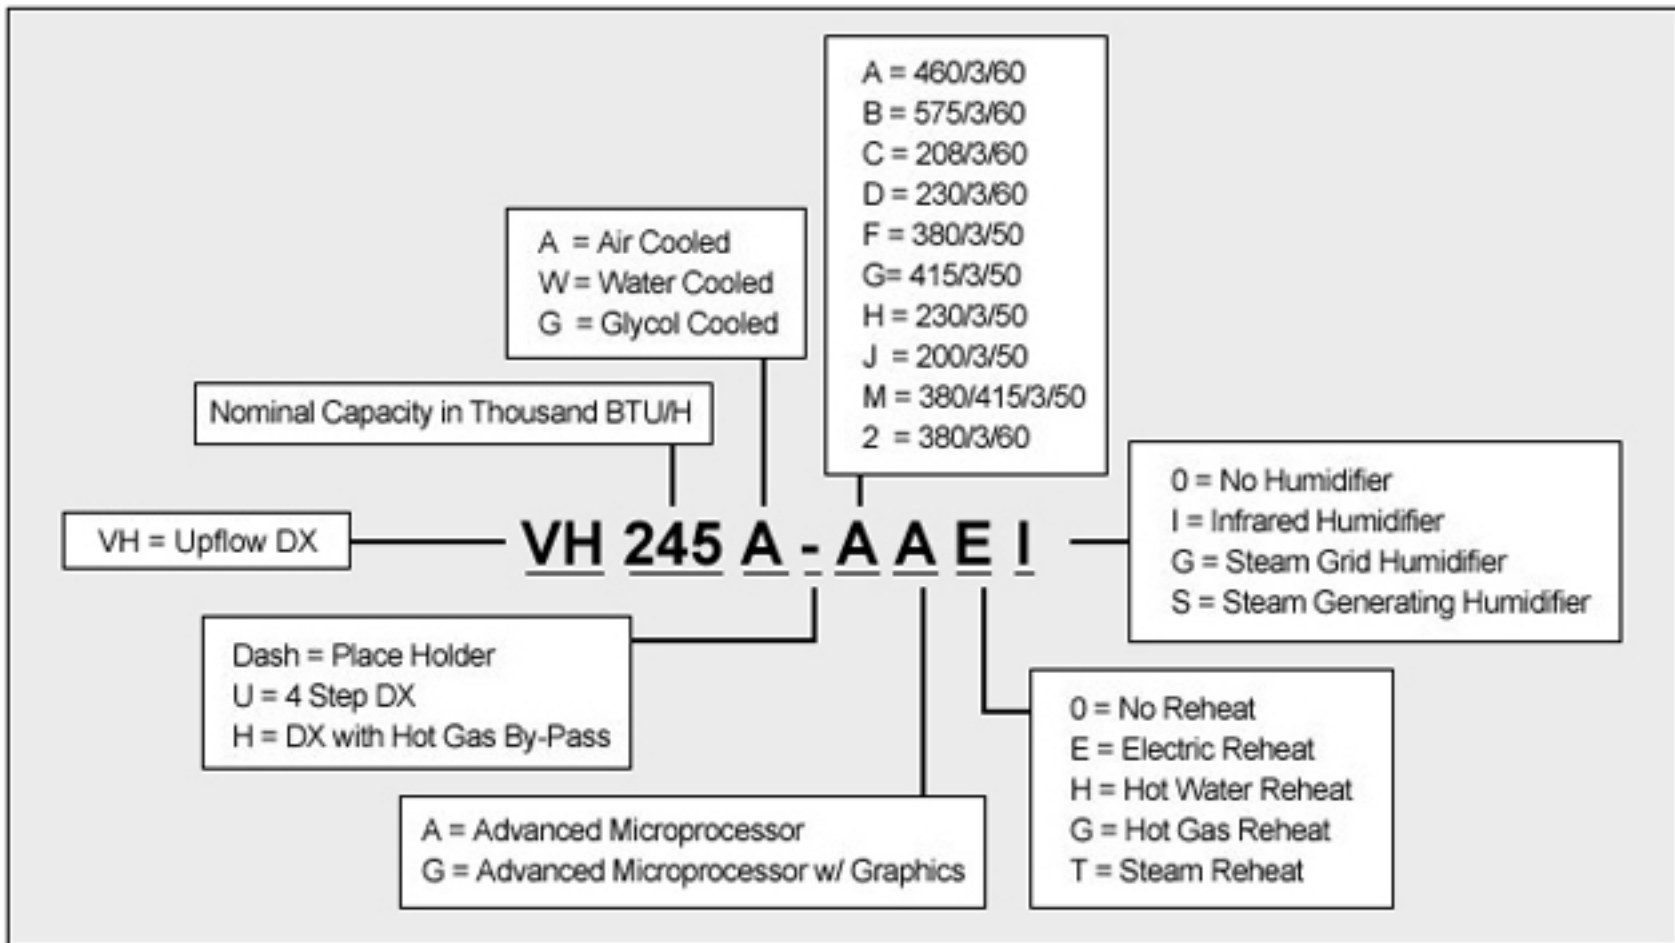 A = 460/3/60
B = 575/3/60
C = 208/3/60
D = 230/3/60
F = 380/3/50
G= 415/3/50
H = 230/3/50
J = 200/3/50
M = 380/415/3/50
2 = 380/3/60
A = Air Cooled
W = Water Cooled
G = Glycol Cooled
Nominal Capacity in Thousand BTU/H
VH = Upflow DX
VH 245 A - A A E I
0 = No Humidifier
I = Infrared Humidifier
G = Steam Grid Humidifier
S = Steam Generating Humidifier
Dash = Place Holder
U = 4 Step DX
H = DX with Hot Gas By-Pass
0 = No Reheat
E = Electric Reheat
H = Hot Water Reheat
G = Hot Gas Reheat
T = Steam Reheat
A = Advanced Microprocessor
G = Advanced Microprocessor w/ Graphics